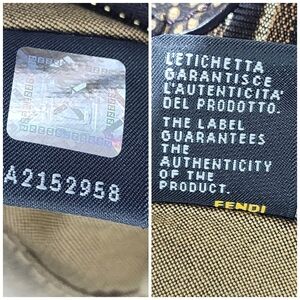 A2152958
L'ETICHETTA
GARANTISCE
L'AUTENTICITA'
DEL PRODOTTO.
THE LABEL
GUARANTEES
THE
AUTHENTICITY
OF THE
PRODUCT.
FENDI